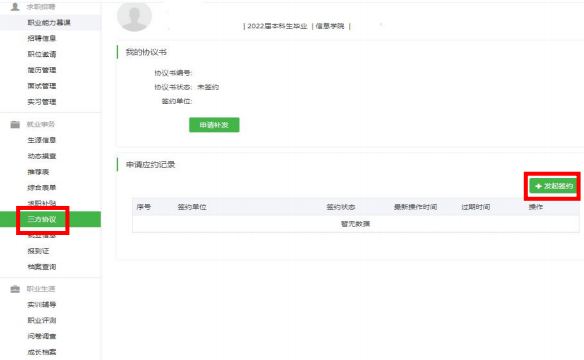 求职招聘
职业能力慕课
招聘信息
职位邀请
简历管理
面试管理
实习管理
就业事务
生源信息
动态摸查
推荐表
综合表单
求职补贴
三方协议
报到证
档案查询
职业生涯
实训辅导
职业评测
问卷调查
成长档案
| 2022届本科生毕业 | 信息学院 |
我的协议书
协议书编号:
协议书状态: 未签约
签约单位:
申请补发
申请应约记录
+ 发起签约
序号 签约单位 签约状态 最新操作时间 过期时间 操作
暂无数据